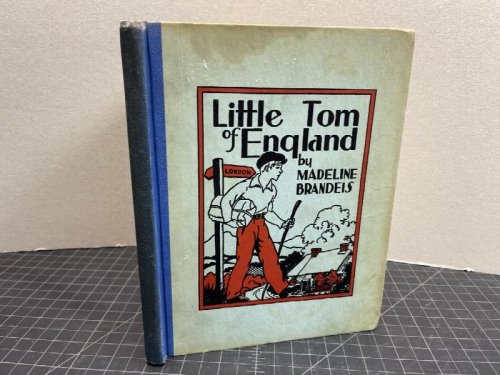 Little Tom
of England
by
MADELINE
BRANDEIS
LONDON